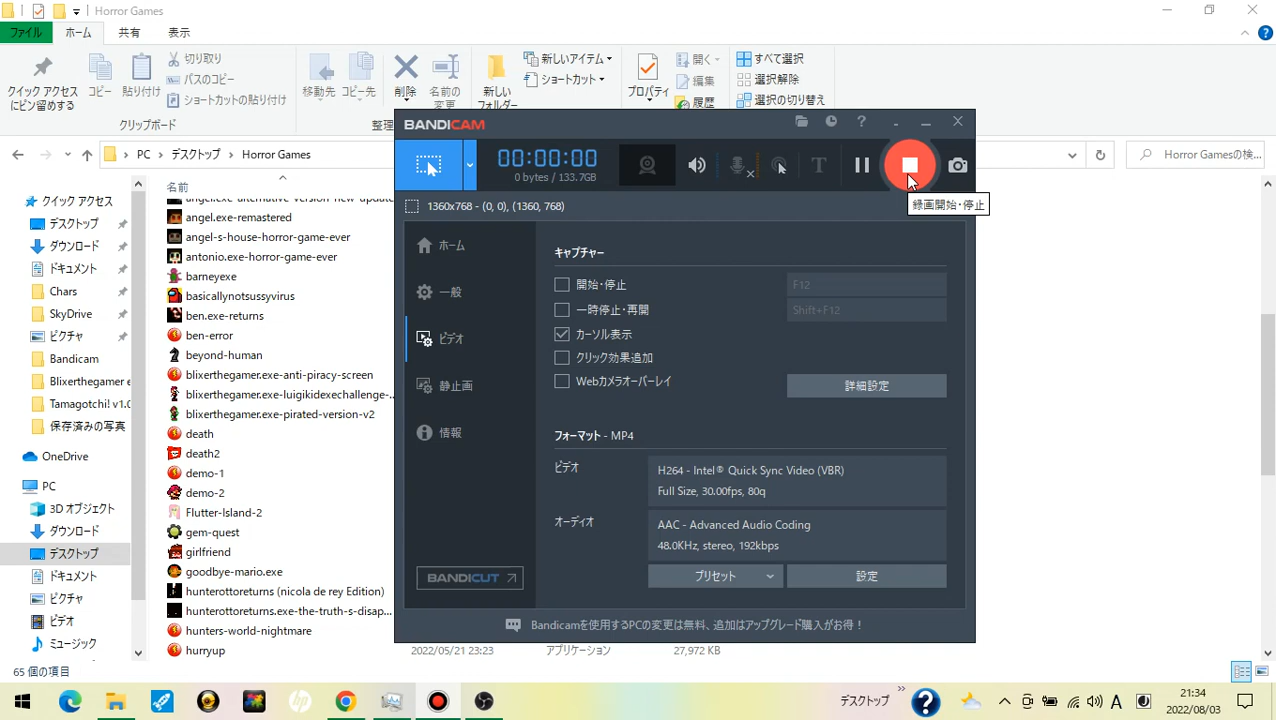 Horror Games
ファイル ホーム 共有 表示
クイック アクセスにピン留めする コピー 貼り付け 切り取り パスのコピー ショートカットの貼り付け
移動先 コピー先 削除 名前の変更 新しいフォルダー 新しいアイテム ショートカット
プロパティ 開く 編集 履歴 すべて選択 選択解除 選択の切り替え
クリップボード 整理
PC デスクトップ Horror Games
Horror Gamesの検...
クイック アクセス
デスクトップ
ダウンロード
ドキュメント
Chars
SkyDrive
ピクチャ
Bandicam
Blixerthegamer e
Tamagotchi! v1.0
保存済みの写真
OneDrive
PC
3D オブジェクト
ダウンロード
デスクトップ
ドキュメント
ピクチャ
ビデオ
ミュージック
名前
angel.exe-alternative-version-new-update
angel.exe-remastered
angel-s-house-horror-game-ever
antonio.exe-horror-game-ever
barneyexe
basicallynotsussyvirus
ben.exe-returns
ben-error
beyond-human
blixerthegamer.exe-anti-piracy-screen
blixerthegamer.exe-luigikidexechallenge-...
blixerthegamer.exe-pirated-version-v2
death
death2
demo-1
demo-2
Flutter-Island-2
gem-quest
girlfriend
goodbye-mario.exe
hunterottoreturns (nicola de rey Edition)
hunterottoreturns.exe-the-truth-s-disap...
hunters-world-nightmare
hurryup
2022/05/21 23:23 アプリケーション 27,972 KB
BANDICAM
00:00:00
0 bytes / 133.7GB
録画開始・停止
1360x768 - (0, 0), (1360, 768)
ホーム
一般
ビデオ
静止画
情報
BANDICUT
キャプチャー
開始・停止 F12
一時停止・再開 Shift+F12
カーソル表示
クリック効果追加
Webカメラオーバーレイ
詳細設定
フォーマット - MP4
ビデオ
H264 - Intel® Quick Sync Video (VBR)
Full Size, 30.00fps, 80q
オーディオ
AAC - Advanced Audio Coding
48.0KHz, stereo, 192kbps
プリセット 設定
Bandicamを使用するPCの変更は無料、追加はアップグレード購入がお得！
65 個の項目
デスクトップ
A
21:34
2022/08/03